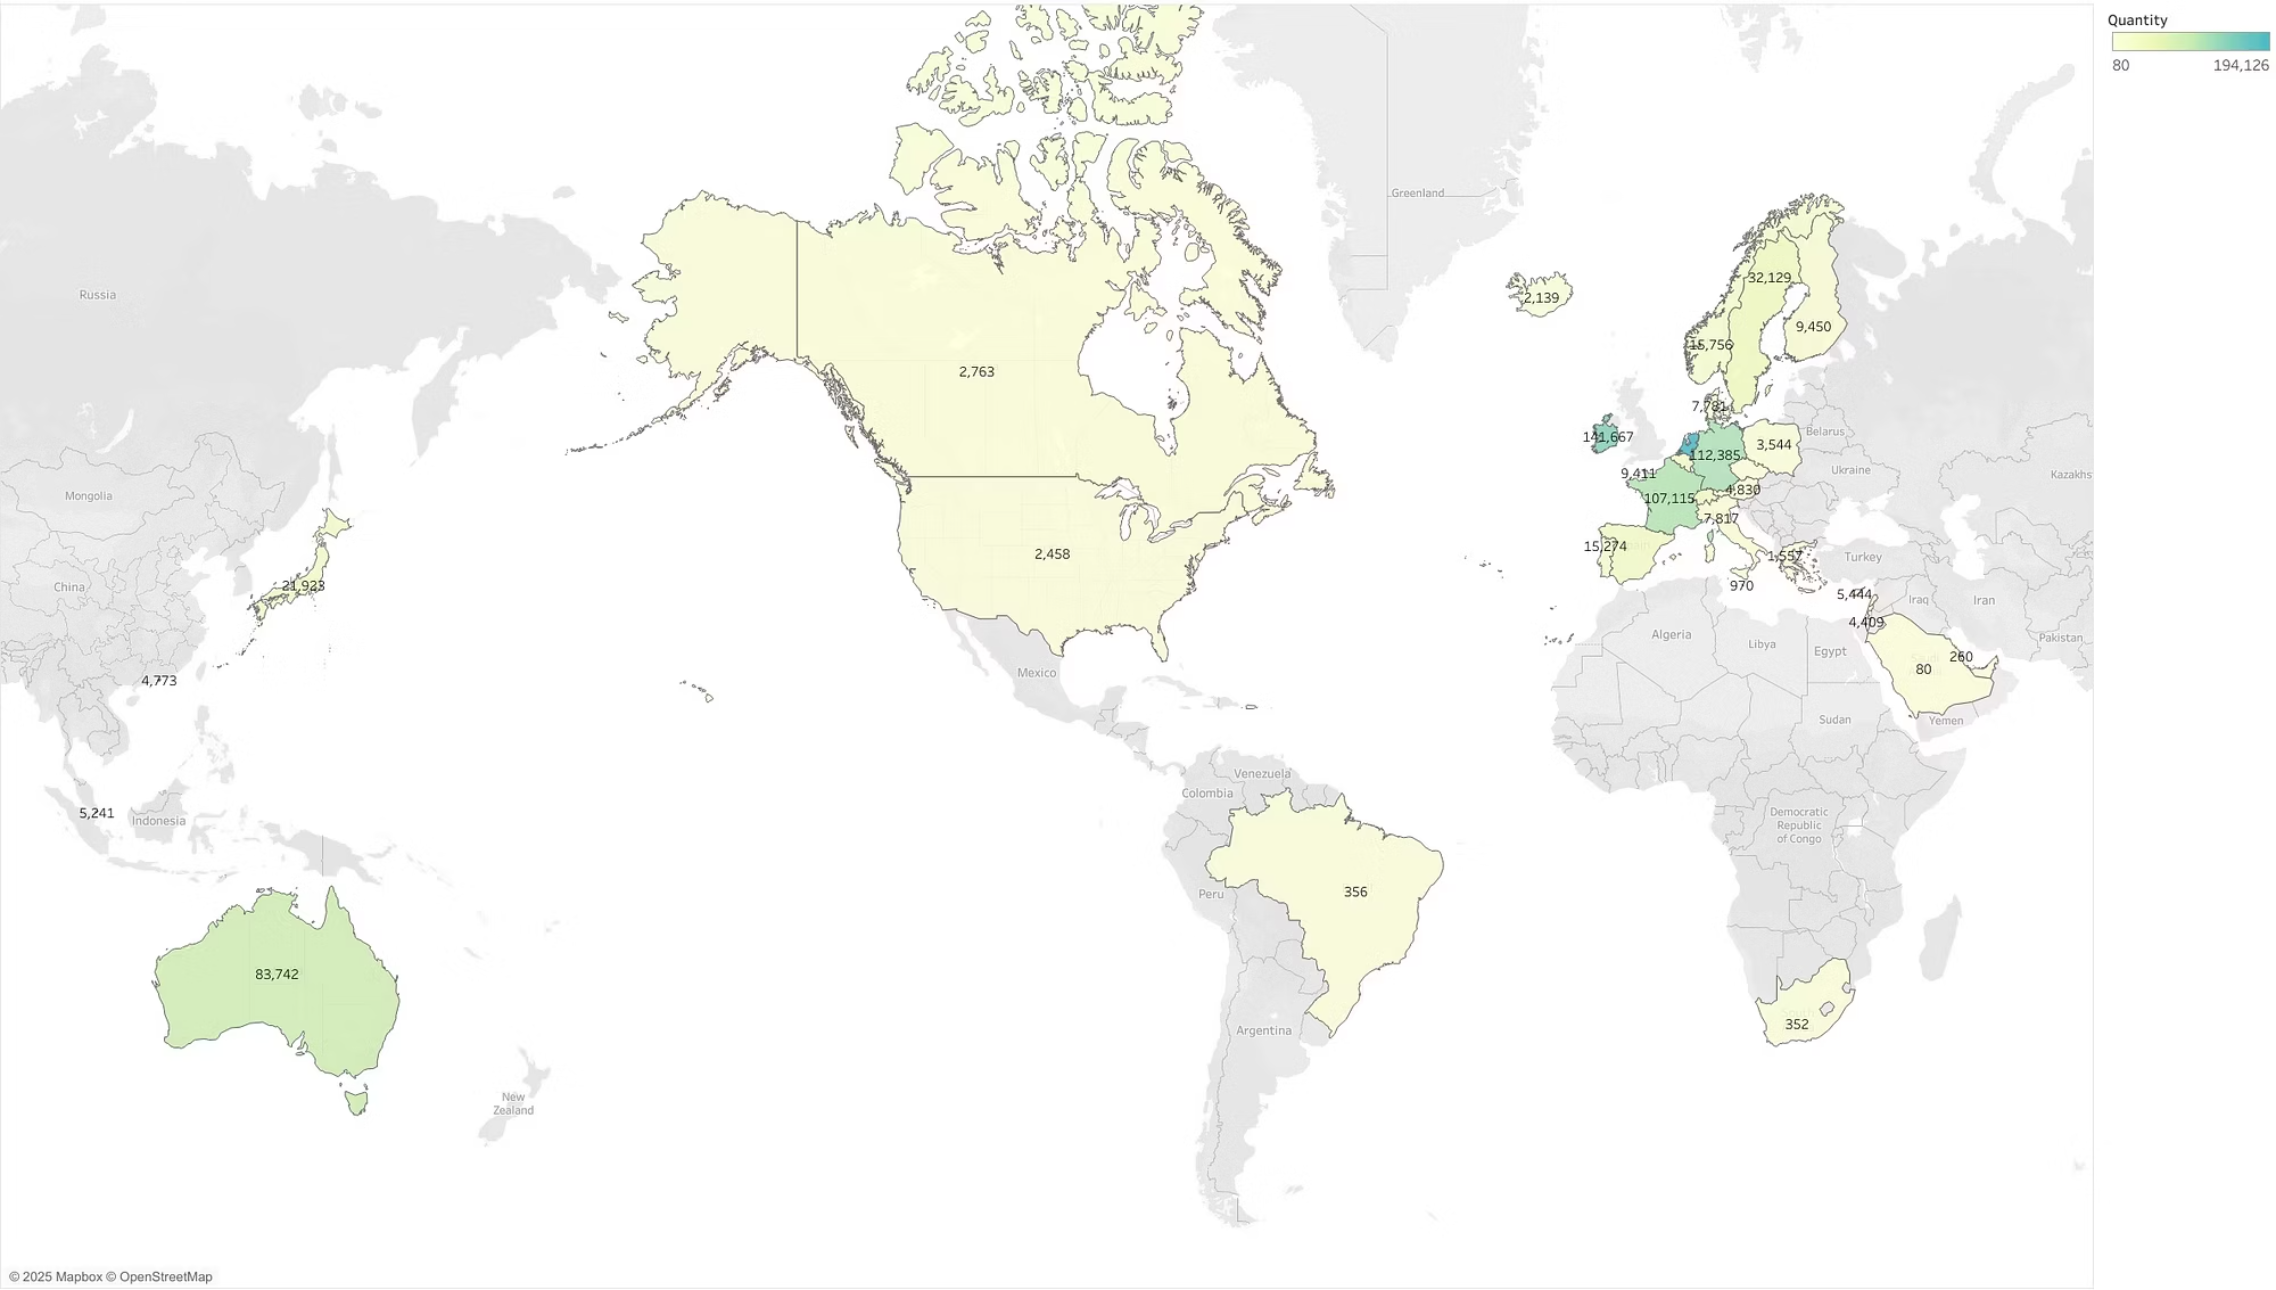 Quantity
80 194,126
Greenland
Russia
2,139
32,129
9,450
15,756
2,763
7,781
Belarus
141,667
112,385
3,544
9,411
Ukraine
Kazakhs
Mongolia
107,115
4,830
7,817
15,274
2,458
1,557
Turkey
China
21,923
970
5,444
Iraq
Iran
4,409
Algeria
Libya
Egypt
Pakistan
260
80
Mexico
4,773
Sudan
Yemen
Venezuela
Colombia
5,241
Indonesia
Democratic
Republic
of Congo
Peru
356
83,742
Argentina
352
New
Zealand
© 2025 Mapbox © OpenStreetMap